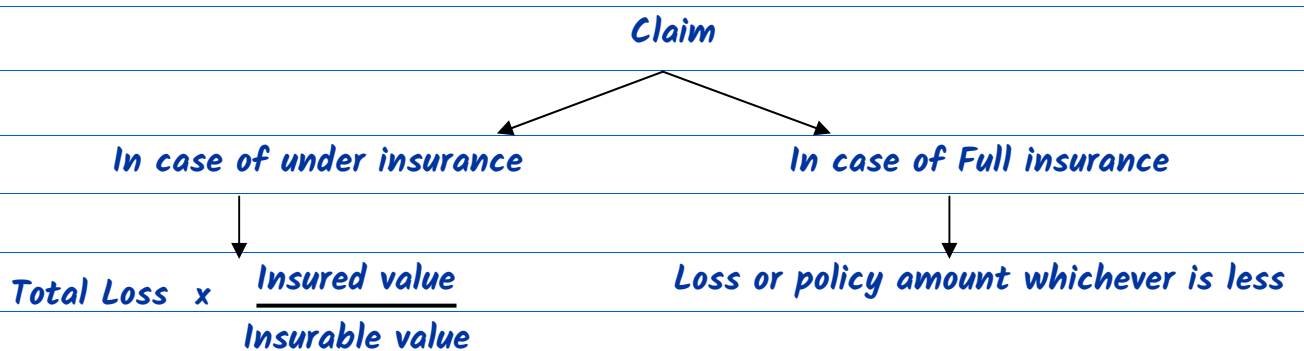 Claim
In case of under insurance
In case of Full insurance
Total Loss x Insured value
Insurable value
Loss or policy amount whichever is less